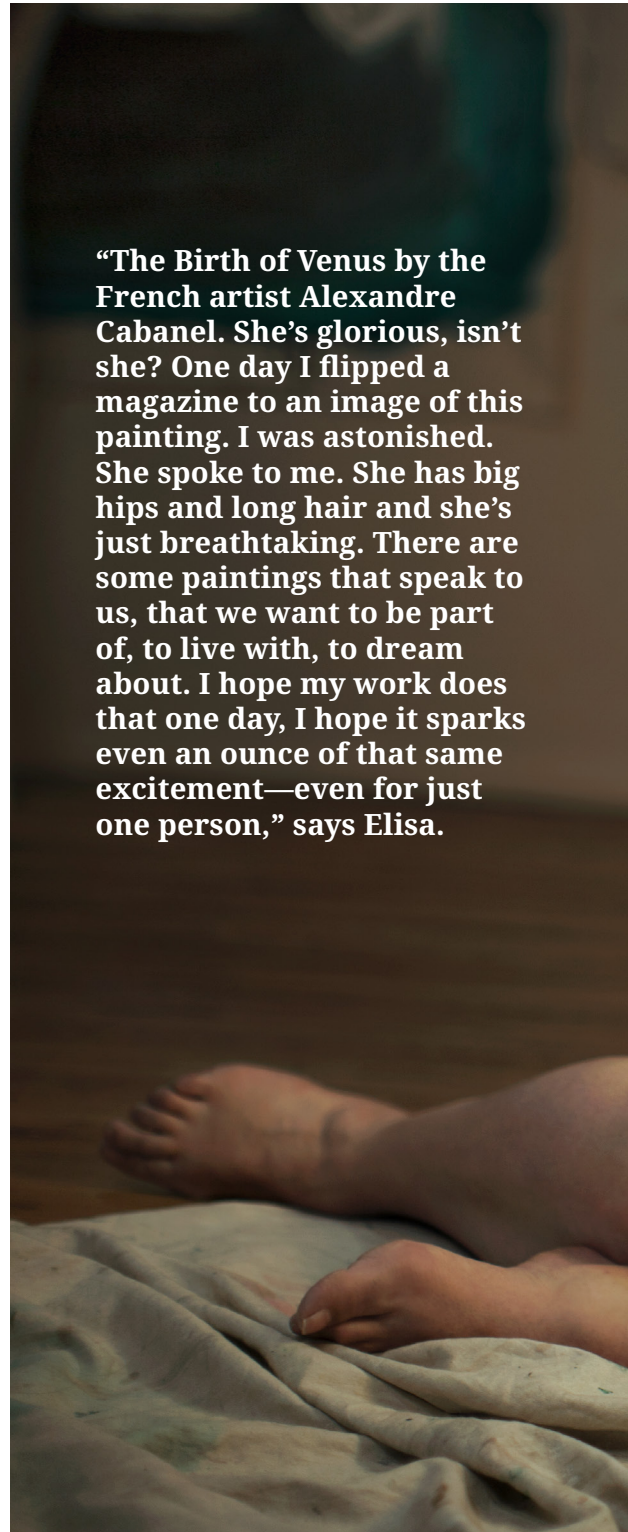 “The Birth of Venus by the
French artist Alexandre
Cabanel. She’s glorious, isn’t
she? One day I flipped a
magazine to an image of this
painting. I was astonished.
She spoke to me. She has big
hips and long hair and she’s
just breathtaking. There are
some paintings that speak to
us, that we want to be part
of, to live with, to dream
about. I hope my work does
that one day, I hope it sparks
even an ounce of that same
excitement—even for just
one person,” says Elisa.